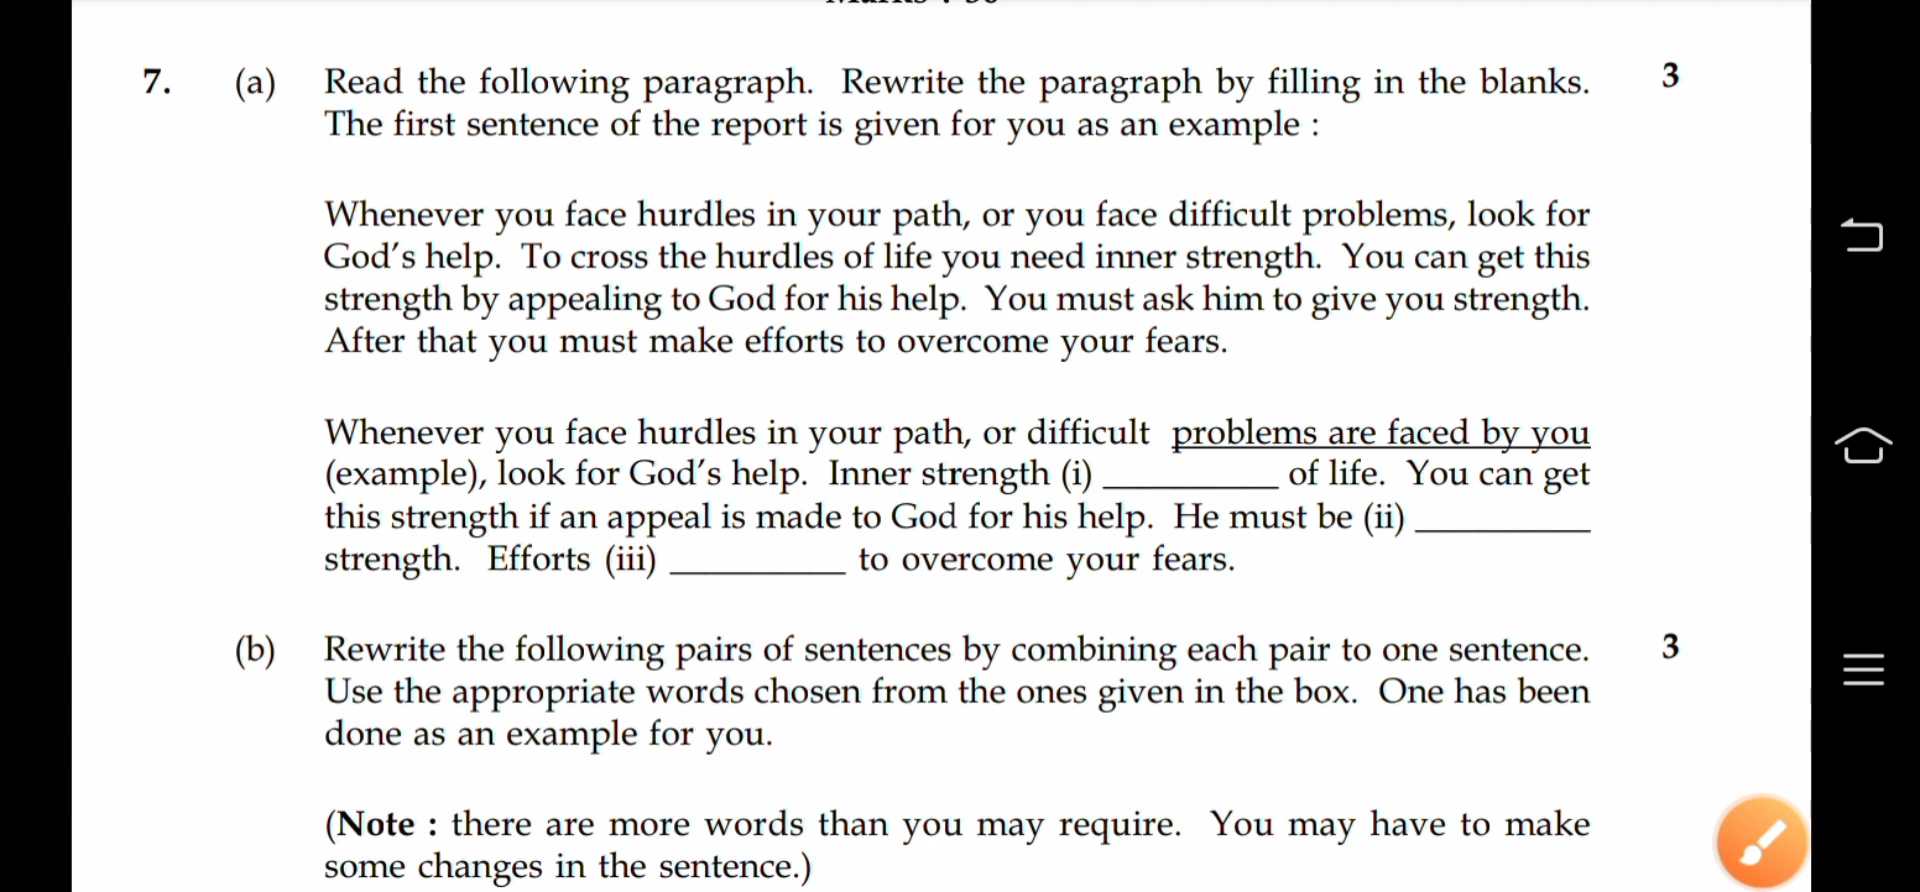 7. (a) Read the following paragraph. Rewrite the paragraph by filling in the blanks. 3
The first sentence of the report is given for you as an example :
Whenever you face hurdles in your path, or you face difficult problems, look for
God's help. To cross the hurdles of life you need inner strength. You can get this
strength by appealing to God for his help. You must ask him to give you strength.
After that you must make efforts to overcome your fears.
Whenever you face hurdles in your path, or difficult problems are faced by you
(example), look for God's help. Inner strength (i) __________ of life. You can get
this strength if an appeal is made to God for his help. He must be (ii) __________
strength. Efforts (iii) __________ to overcome your fears.
(b) Rewrite the following pairs of sentences by combining each pair to one sentence. 3
Use the appropriate words chosen from the ones given in the box. One has been
done as an example for you.
(Note : there are more words than you may require. You may have to make
some changes in the sentence.)